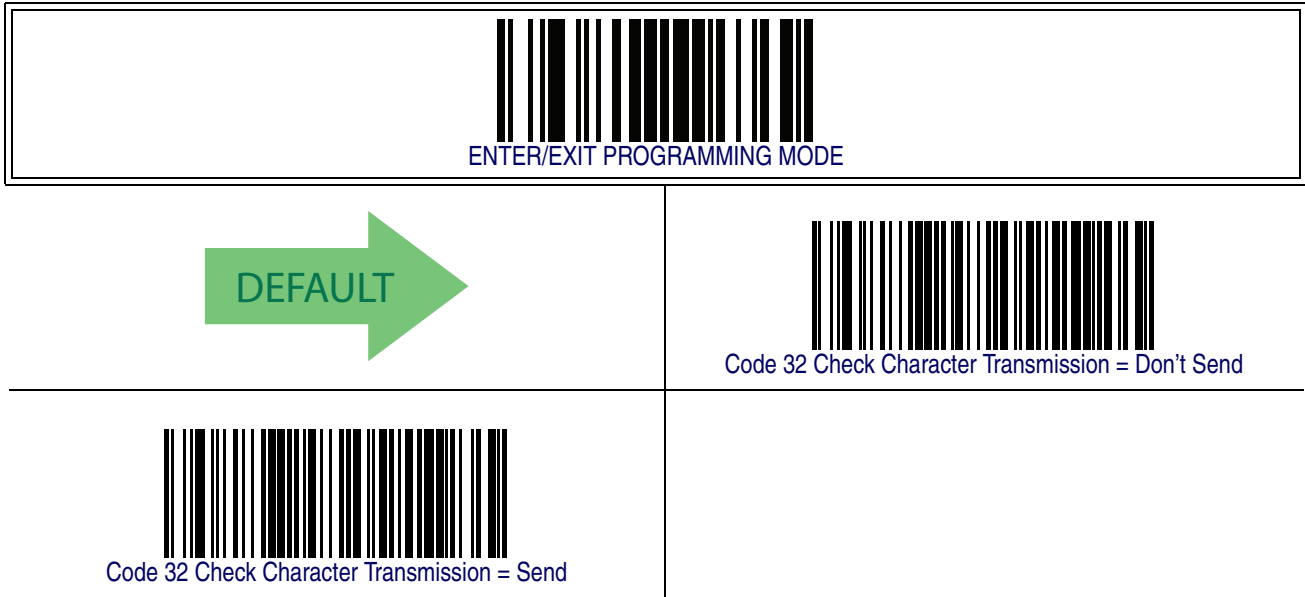 ENTER/EXIT PROGRAMMING MODE
DEFAULT
Code 32 Check Character Transmission = Don't Send
Code 32 Check Character Transmission = Send